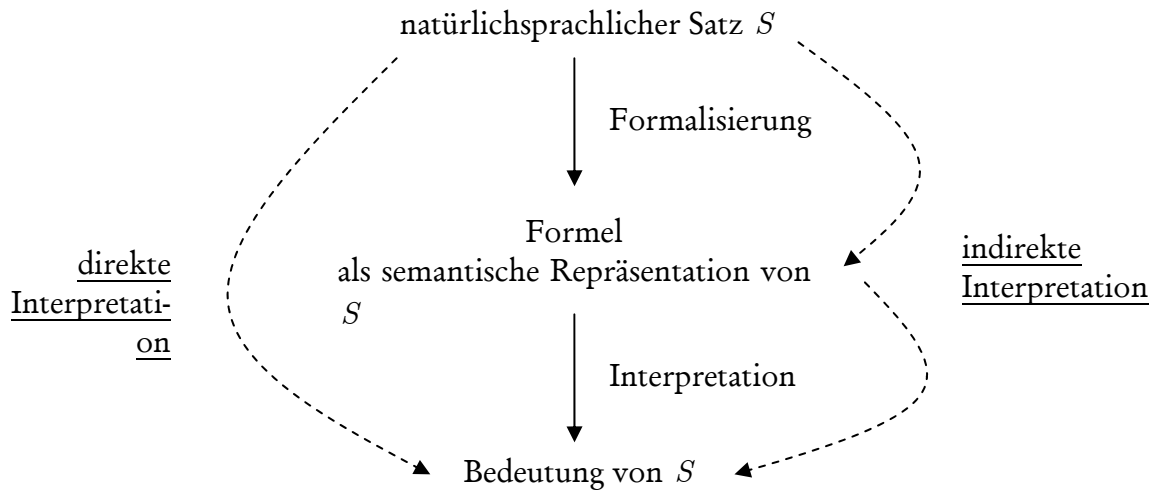 natürlichsprachlicher Satz S
Formalisierung
Formel
als semantische Repräsentation von
S
direkte
Interpretati-
on
indirekte
Interpretation
Interpretation
Bedeutung von S